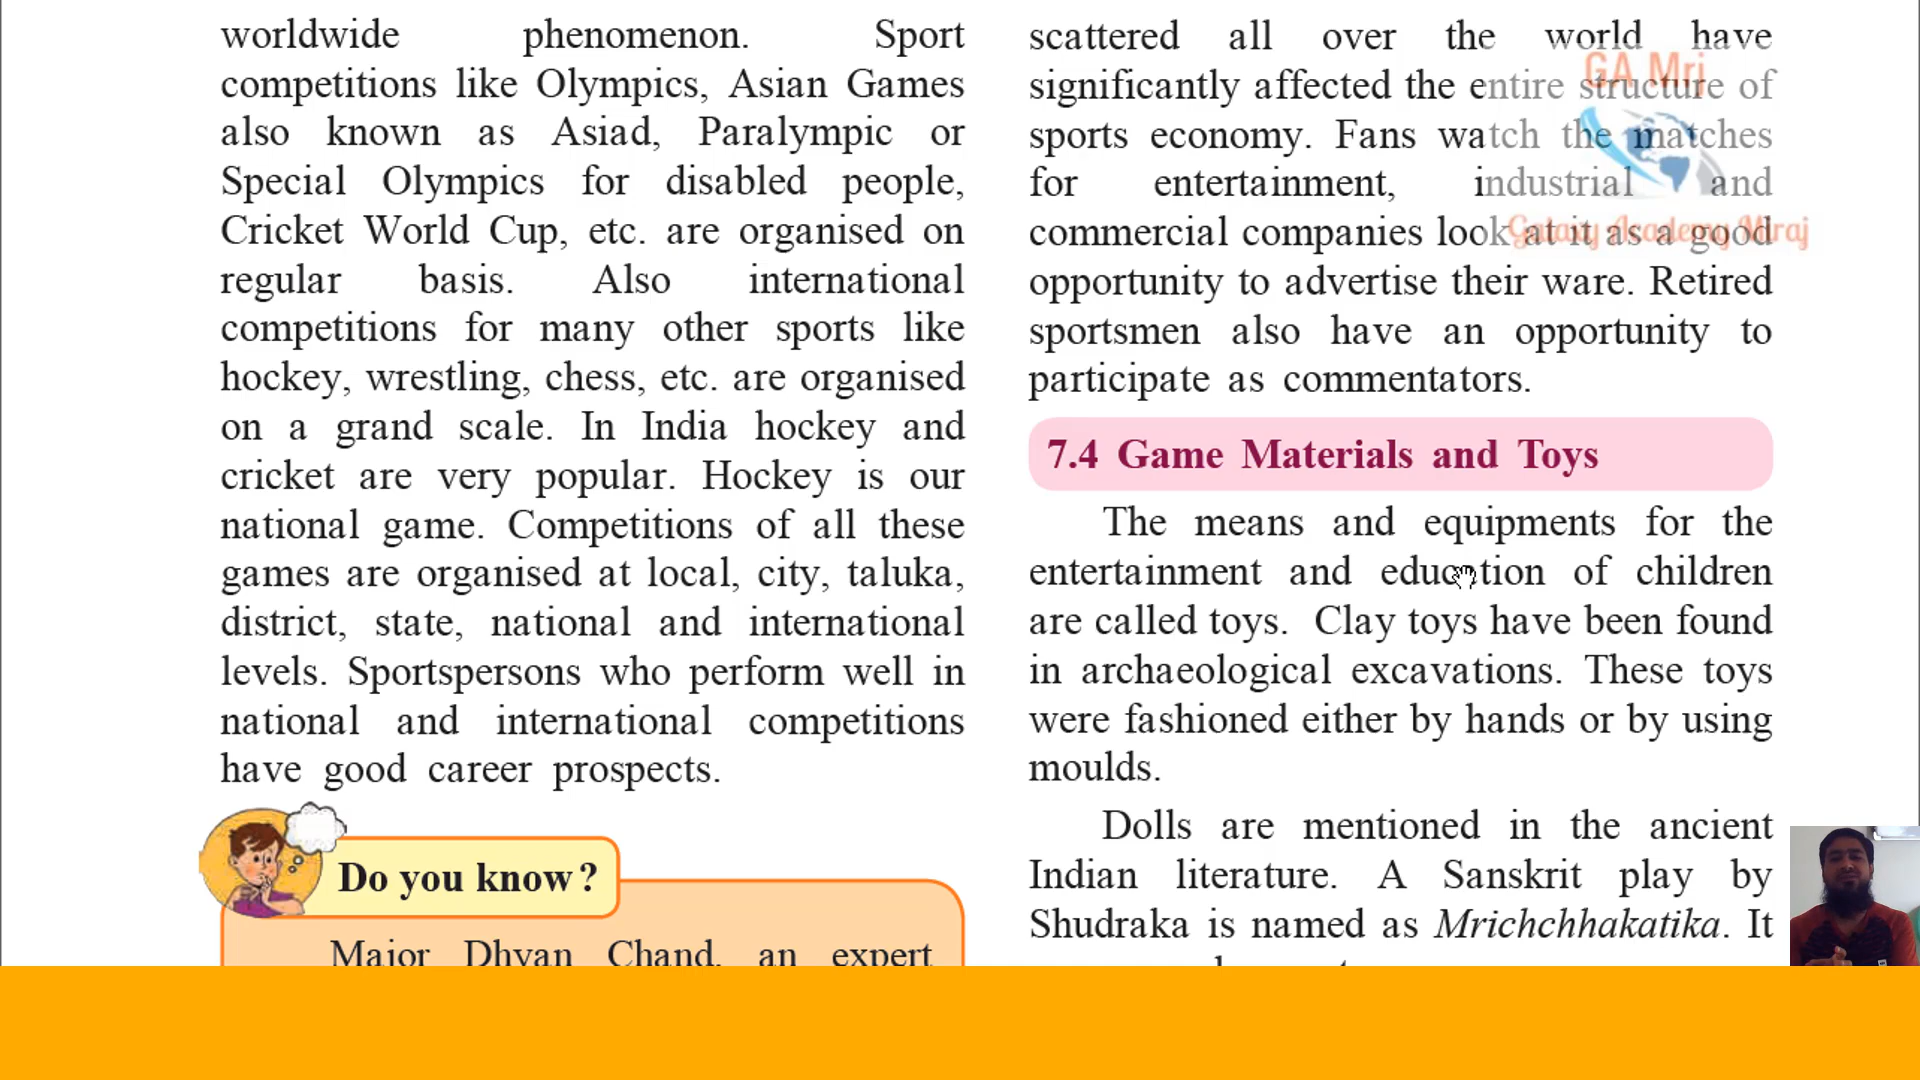 worldwide phenomenon. Sport
competitions like Olympics, Asian Games
also known as Asiad, Paralympic or
Special Olympics for disabled people,
Cricket World Cup, etc. are organised on
regular basis. Also international
competitions for many other sports like
hockey, wrestling, chess, etc. are organised
on a grand scale. In India hockey and
cricket are very popular. Hockey is our
national game. Competitions of all these
games are organised at local, city, taluka,
district, state, national and international
levels. Sportspersons who perform well in
national and international competitions
have good career prospects.
Do you know?
Major Dhyan Chand, an expert
scattered all over the world have
significantly affected the entire structure of
sports economy. Fans watch the matches
for entertainment, industrial and
commercial companies look at it as a good
opportunity to advertise their ware. Retired
sportsmen also have an opportunity to
participate as commentators.
7.4 Game Materials and Toys
The means and equipments for the
entertainment and education of children
are called toys. Clay toys have been found
in archaeological excavations. These toys
were fashioned either by hands or by using
moulds.
Dolls are mentioned in the ancient
Indian literature. A Sanskrit play by
Shudraka is named as Mrichchhakatika. It
GA Mrj
Academy Miraj